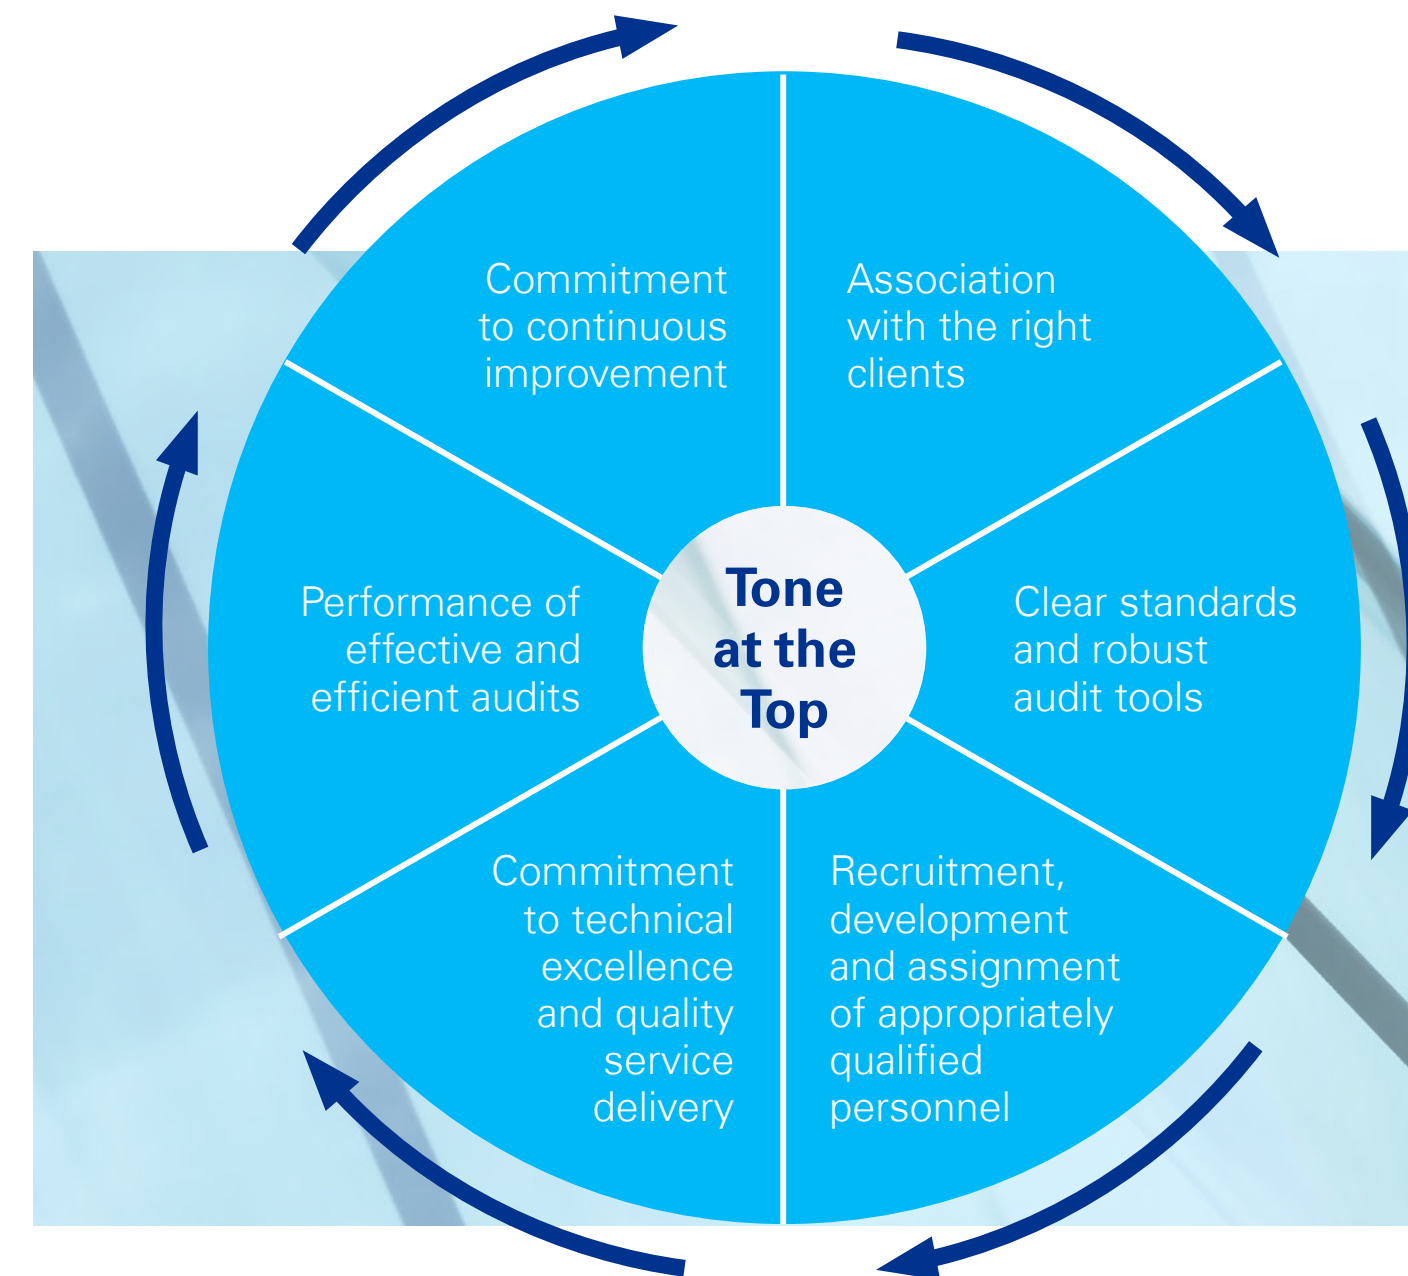 Commitment
to continuous
improvement
Association
with the right
clients
Tone
at the
Top
Performance of
effective and
efficient audits
Clear standards
and robust
audit tools
Commitment
to technical
excellence
and quality
service
delivery
Recruitment,
development
and assignment
of appropriately
qualified
personnel